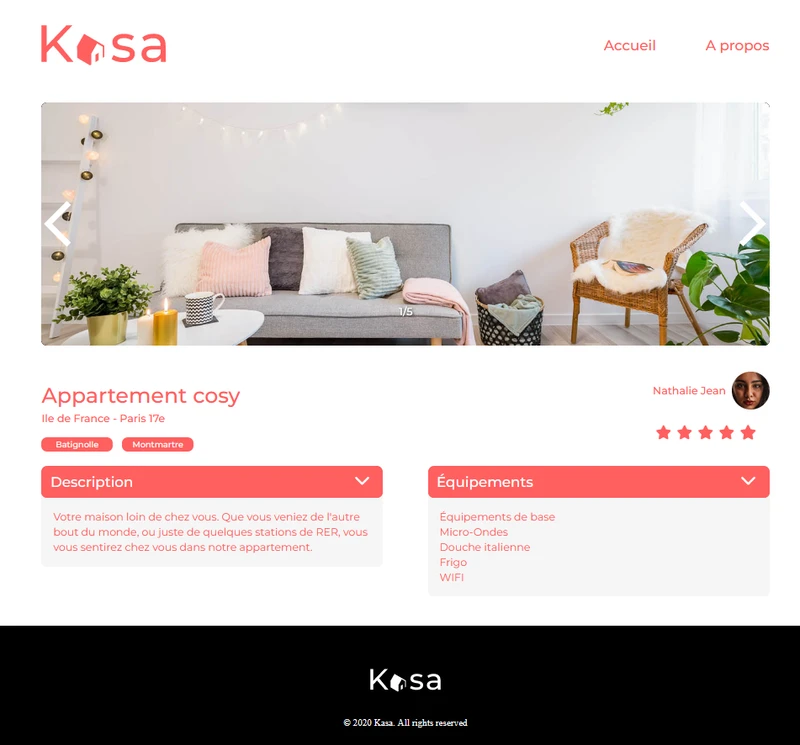 Kasa
Accueil
A propos
1/5
Appartement cosy
Ile de France - Paris 17e
Batignolle
Montmartre
Nathalie Jean
Description
Votre maison loin de chez vous. Que vous veniez de l'autre
bout du monde, ou juste de quelques stations de RER, vous
vous sentirez chez vous dans notre appartement.
Équipements
Équipements de base
Micro-Ondes
Douche italienne
Frigo
WIFI
Kasa
© 2020 Kasa. All rights reserved